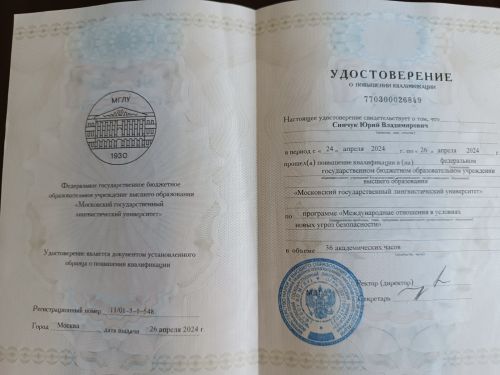 МГЛУ
1930
Федеральное государственное бюджетное
образовательное учреждение высшего образования
«Московский государственный
лингвистический университет»
Удостоверение является документом установленного
образца о повышении квалификации
Регистрационный номер 11/01-3-1-548
Город Москва дата выдачи 26 апреля 2024 г.
УДОСТОВЕРЕНИЕ
О ПОВЫШЕНИИ КВАЛИФИКАЦИИ
770300026849
Настоящее удостоверение свидетельствует о том, что
Синчук Юрий Владимирович
в период с « 24 » апреля 2024 г. по « 26 » апреля 2024 г.
прошел(а) повышение квалификации в (на) федеральном
государственном бюджетном образовательном учреждении
высшего образования
«Московский государственный лингвистический университет»
по программе «Международные отношения в условиях
новых угроз безопасности»
в объеме 36 академических часов
Ректор (директор)
Секретарь